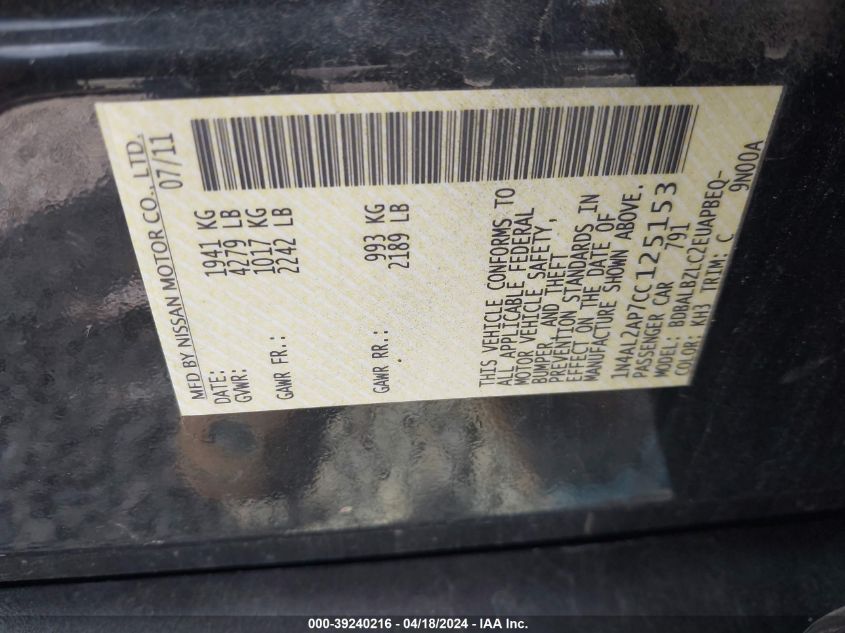 MFD BY NISSAN MOTOR CO., LTD.
DATE: 07/11
GVWR: 1941 KG
4279 LB
GAWR FR.: 1017 KG
2242 LB
GAWR RR.: 993 KG
2189 LB
THIS VEHICLE CONFORMS TO
ALL APPLICABLE FEDERAL
MOTOR VEHICLE SAFETY,
BUMPER, AND THEFT
PREVENTION STANDARDS IN
EFFECT ON THE DATE OF
MANUFACTURE SHOWN ABOVE.
1N4AL2AP7CC125153
PASSENGER CAR 791
MODEL: BDBALBZLCZEUAPBEQ-
COLOR: KH3 TRIM: C 9N00A
000-39240216 - 04/18/2024 - IAA Inc.